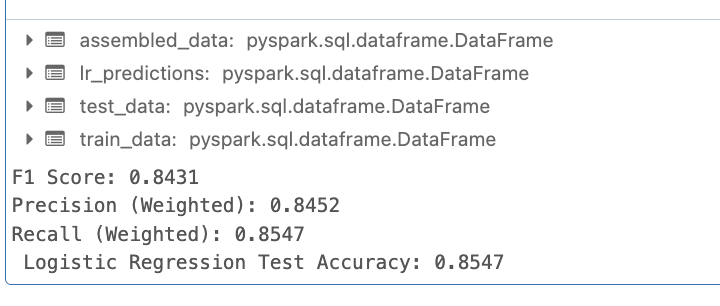 assembled_data: pyspark.sql.dataframe.DataFrame
lr_predictions: pyspark.sql.dataframe.DataFrame
test_data: pyspark.sql.dataframe.DataFrame
train_data: pyspark.sql.dataframe.DataFrame
F1 Score: 0.8431
Precision (Weighted): 0.8452
Recall (Weighted): 0.8547
Logistic Regression Test Accuracy: 0.8547